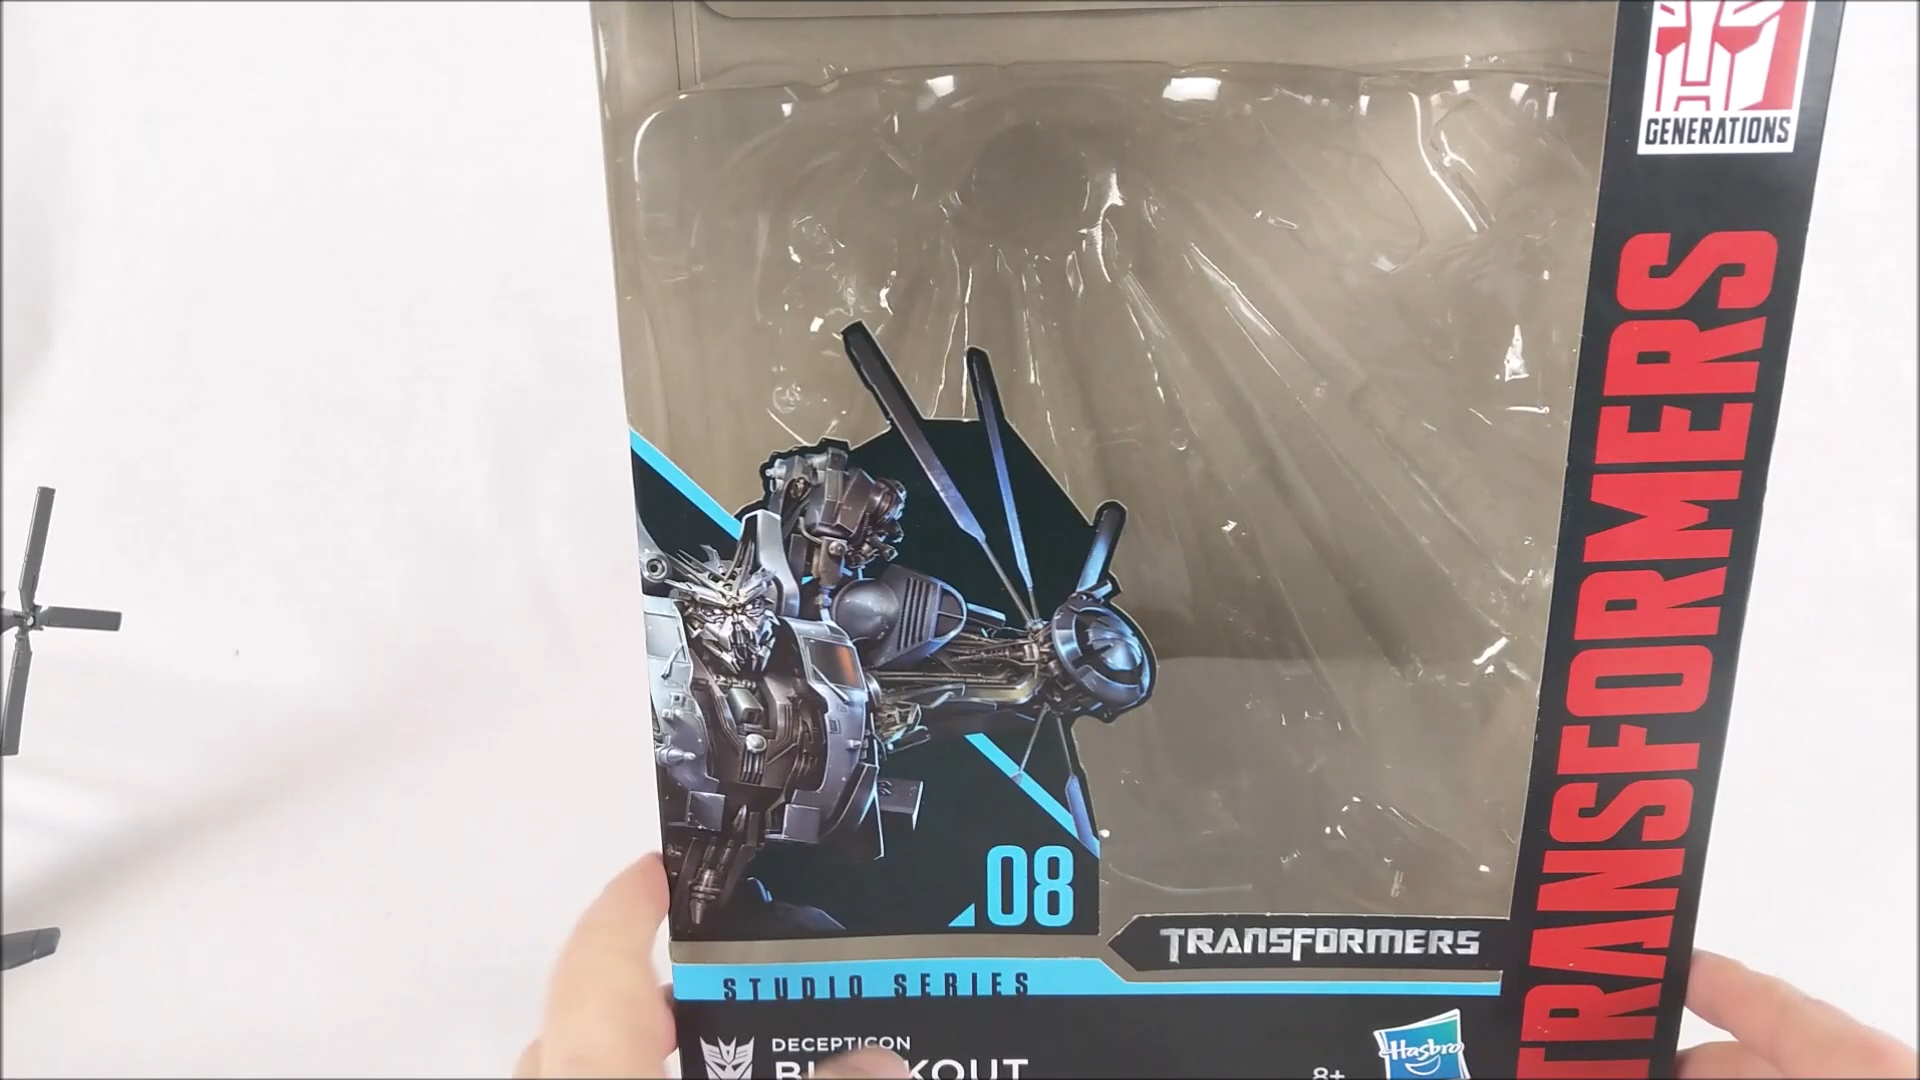 GENERATIONS
TRANSFORMERS
08
TRANSFORMERS
STUDIO SERIES
DECEPTICON
Hasbro
8+